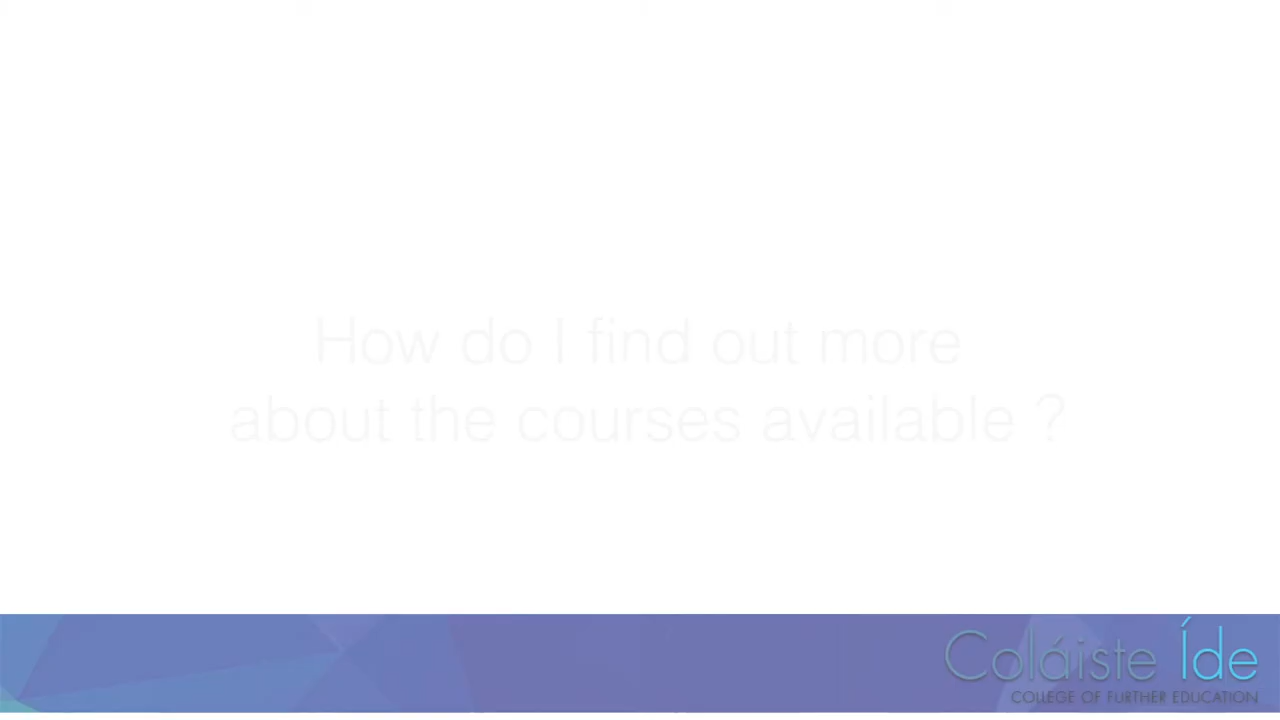 How do I find out more
about the courses available ?
Coláiste Íde
COLLEGE OF FURTHER EDUCATION